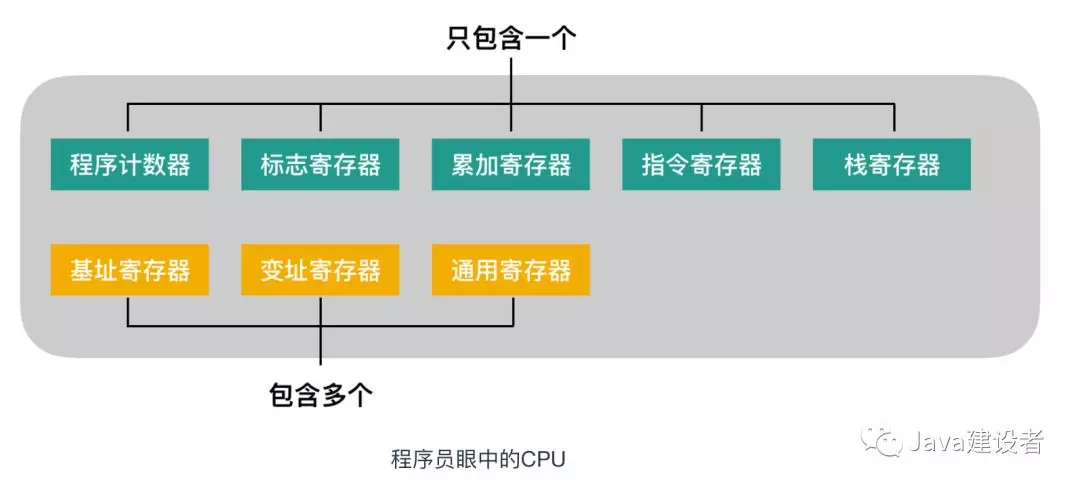 只包含一个
程序计数器 标志寄存器 累加寄存器 指令寄存器 栈寄存器
基址寄存器 变址寄存器 通用寄存器
包含多个
程序员眼中的CPU
Java建设者